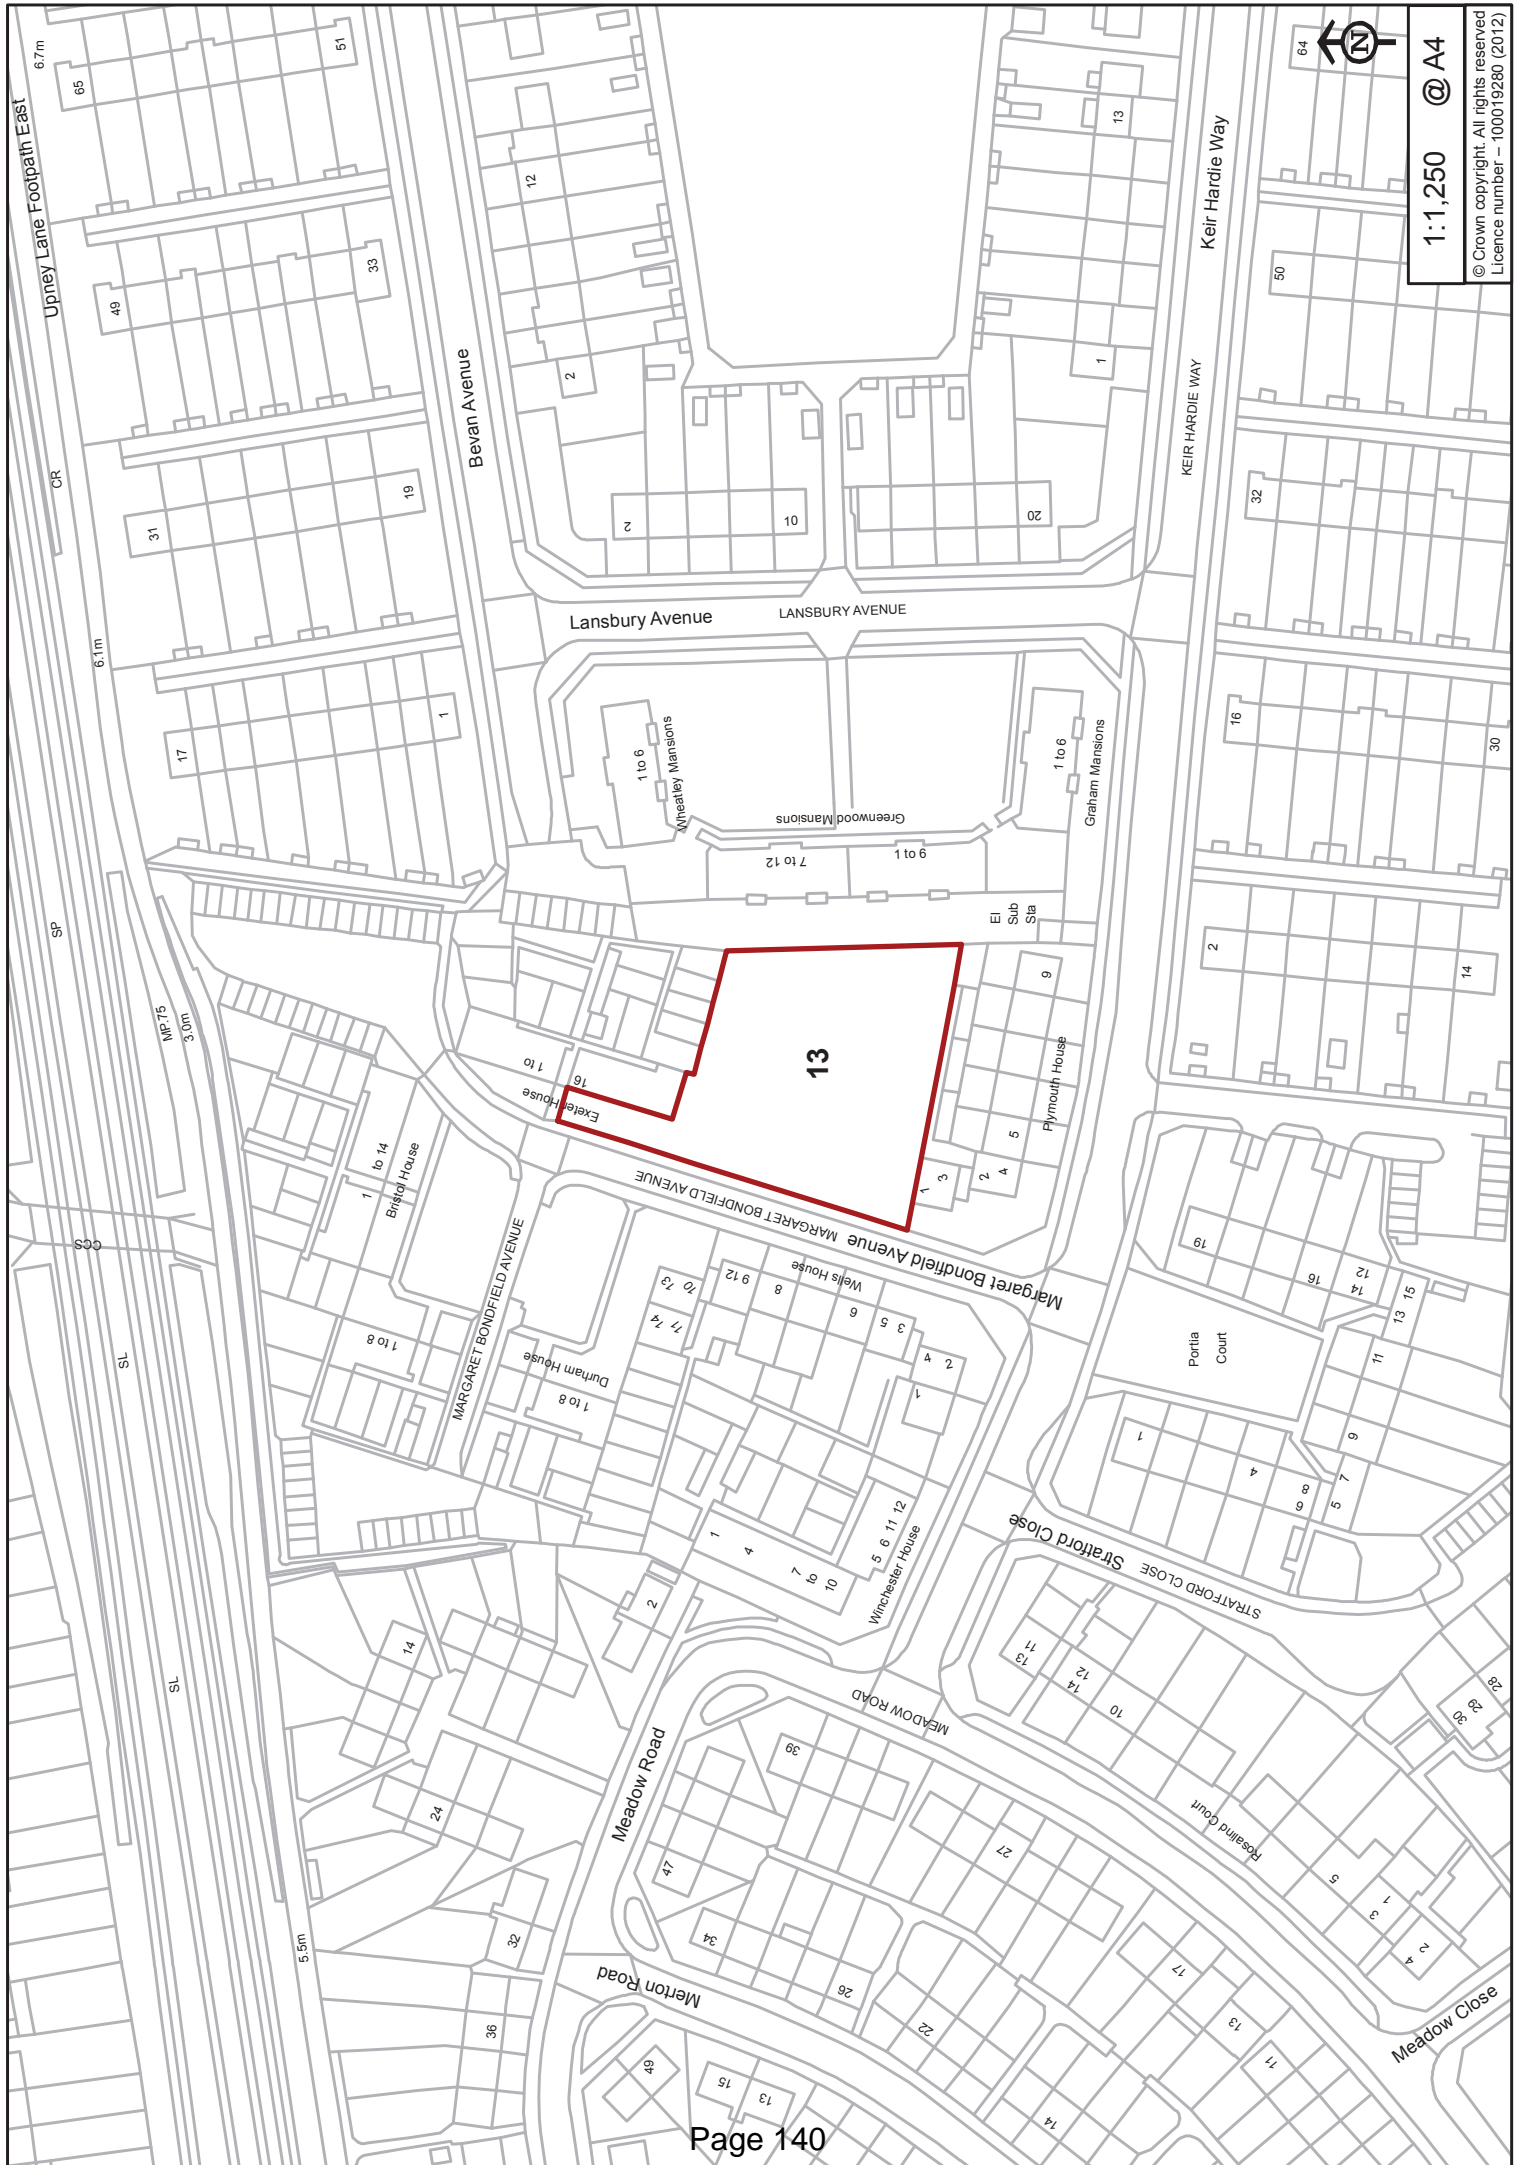 6.7m
65
51
64
N
1:1,250 @ A4
© Crown copyright. All rights reserved
Licence number – 100019280 (2012)
Upney Lane Footpath East
12
13
Keir Hardie Way
49
33
50
Bevan Avenue
2
1
KEIR HARDIE WAY
CR
31
19
2
10
20
32
Lansbury Avenue
LANSBURY AVENUE
6.1m
17
1
1 to 6
Wheatley Mansions
Greenwood Mansions
7 to 12
1 to 6
1 to 6
Graham Mansions
16
30
SP
El
Sub
Sta
2
14
MP.75
3.0m
1 to
16
Exeter House
13
9
Plymouth House
5
4
2
3
1
1
to 14
Bristol House
MARGARET BONDFIELD AVENUE
Margaret Bondfield Avenue
CCS
MARGARET BONDFIELD AVENUE
19
16
14
12
13
15
SL
1 to 8
Durham House
1 to 8
73
70
74
77
9 12
8
Wells House
6
5
3
4
2
1
Portia
Court
11
9
7
5
1
4
8
6
Stratford Close
STRATFORD CLOSE
1
4
7
to
10
5 6 11 12
Winchester House
2
14
SL
24
Meadow Road
MEADOW ROAD
39
11
13
12
14
10
28
29
30
Rosalind Court
47
27
32
34
26
5
1
3
2
4
5.5m
Merton Road
17
36
22
13
11
49
15
13
14
Meadow Close
Page 140